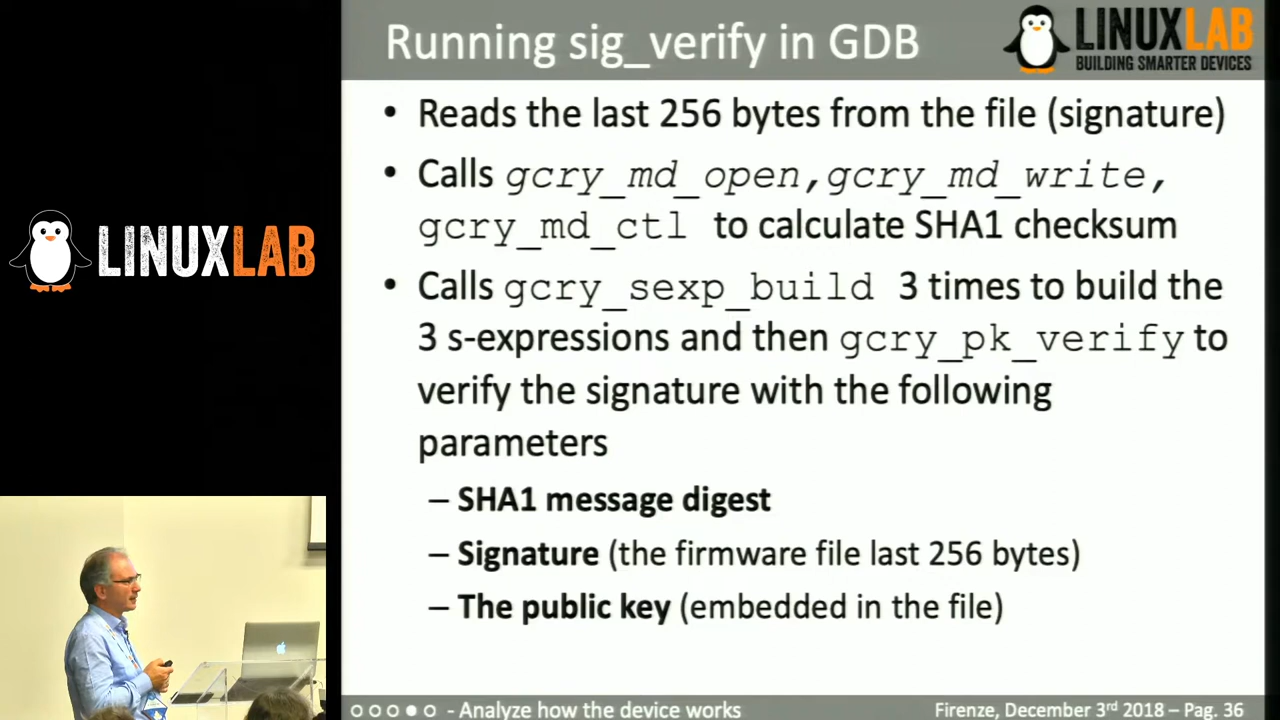 Running sig_verify in GDB
LINUXLAB
BUILDING SMARTER DEVICES
• Reads the last 256 bytes from the file (signature)
• Calls gcry_md_open,gcry_md_write,
gcry_md_ctl to calculate SHA1 checksum
• Calls gcry_sexp_build 3 times to build the
3 s-expressions and then gcry_pk_verify to
verify the signature with the following
parameters
– SHA1 message digest
– Signature (the firmware file last 256 bytes)
– The public key (embedded in the file)
LINUXLAB
- Analyze how the device works
Firenze, December 3rd 2018 – Pag. 36